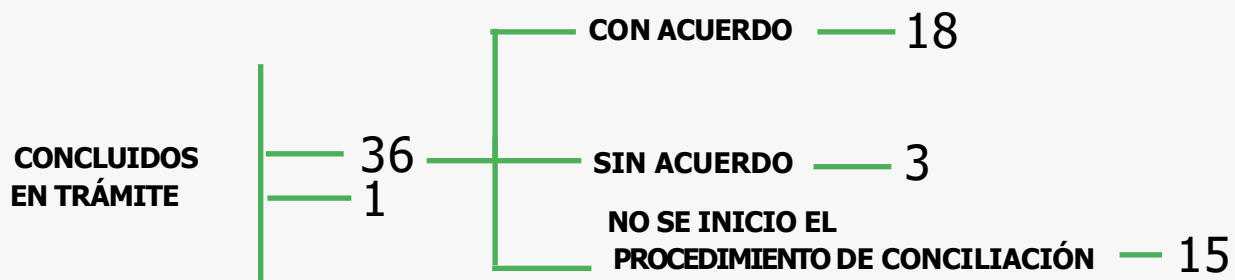 CON ACUERDO 18
CONCLUIDOS 36
EN TRÁMITE 1
SIN ACUERDO 3
NO SE INICIO EL
PROCEDIMIENTO DE CONCILIACIÓN 15